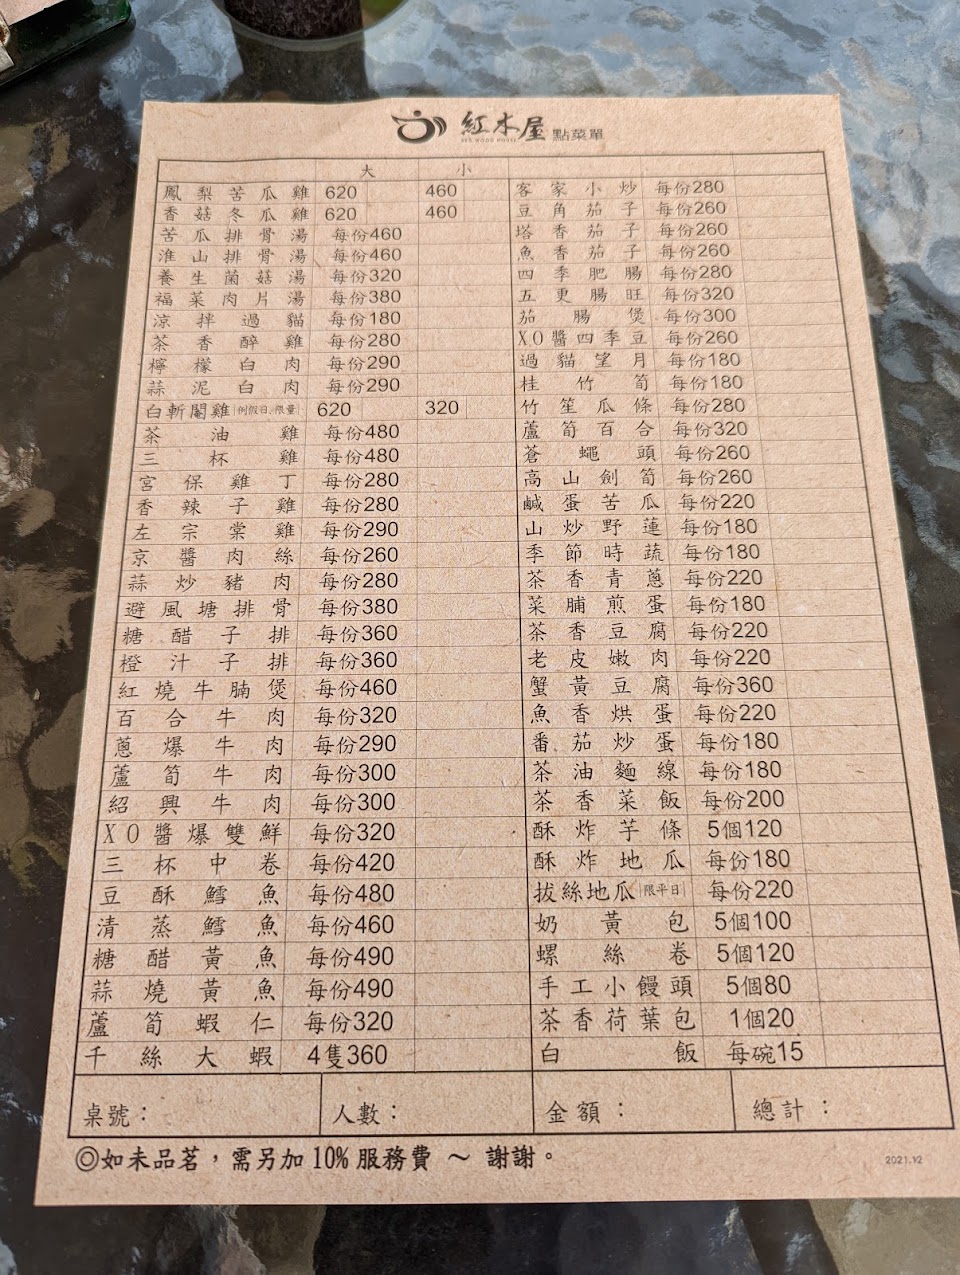 紅木屋 點菜單
RED WOOD HOUSE
大 小
鳳梨苦瓜雞 620 460
香菇冬瓜雞 620 460
苦瓜排骨湯 每份460
淮山排骨湯 每份460
養生菌菇湯 每份320
福菜肉片湯 每份380
涼拌過貓 每份180
茶香醉雞 每份280
檸檬白肉 每份290
蒜泥白肉 每份290
白斬閹雞(例假日、限量) 620 320
茶油雞 每份480
三杯雞 每份480
宮保雞丁 每份280
香辣子雞 每份280
左宗棠雞 每份290
京醬肉絲 每份260
蒜炒豬肉 每份280
避風塘排骨 每份380
糖醋子排 每份360
橙汁子排 每份360
紅燒牛腩煲 每份460
百合牛肉 每份320
蔥爆牛肉 每份290
蘆筍牛肉 每份300
紹興牛肉 每份300
XO醬爆雙鮮 每份320
三杯中卷 每份420
豆酥鱈魚 每份480
清蒸鱈魚 每份460
糖醋黃魚 每份490
蒜燒黃魚 每份490
蘆筍蝦仁 每份320
千絲大蝦 4隻360
客家小炒 每份280
豆角茄子 每份260
塔香茄子 每份260
魚香茄子 每份260
四季肥腸 每份280
五更腸旺 每份320
茄腸煲 每份300
XO醬四季豆 每份260
過貓望月 每份180
桂竹筍 每份180
竹笙瓜條 每份280
蘆筍百合 每份320
蒼蠅頭 每份260
高山劍筍 每份260
鹹蛋苦瓜 每份220
山炒野蓮 每份180
季節時蔬 每份180
茶香青蔥 每份220
菜脯煎蛋 每份180
茶香豆腐 每份220
老皮嫩肉 每份220
蟹黃豆腐 每份360
魚香烘蛋 每份220
番茄炒蛋 每份180
茶油麵線 每份180
茶香菜飯 每份200
酥炸芋條 5個120
酥炸地瓜 每份180
拔絲地瓜(限平日) 每份220
奶黃包 5個100
螺絲卷 5個120
手工小饅頭 5個80
茶香荷葉包 1個20
白飯 每碗15
桌號： 人數： 金額： 總計：
◎如未品茗，需另加10%服務費 ～ 謝謝。
2021.12